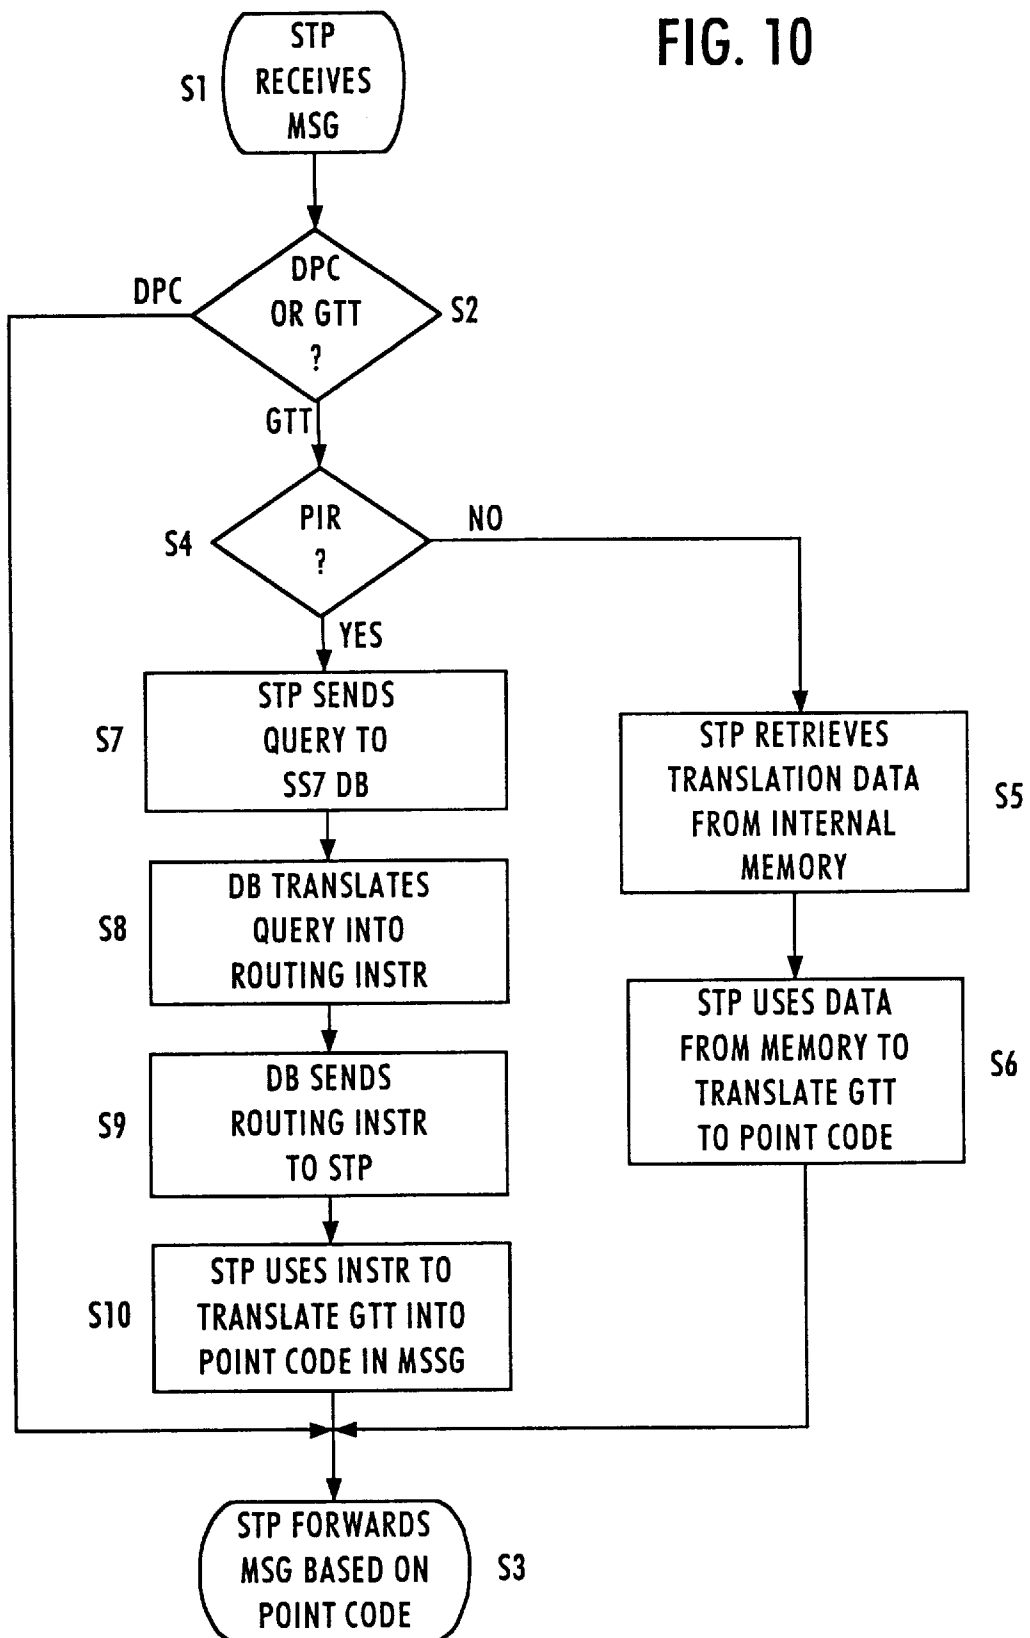 FIG. 10
STP
RECEIVES
MSG
S1
DPC
OR GTT
?
S2
DPC
GTT
PIR
?
S4
NO
YES
STP SENDS
QUERY TO
SS7 DB
S7
STP RETRIEVES
TRANSLATION DATA
FROM INTERNAL
MEMORY
S5
DB TRANSLATES
QUERY INTO
ROUTING INSTR
S8
STP USES DATA
FROM MEMORY TO
TRANSLATE GTT
TO POINT CODE
S6
DB SENDS
ROUTING INSTR
TO STP
S9
STP USES INSTR TO
TRANSLATE GTT INTO
POINT CODE IN MSSG
S10
STP FORWARDS
MSG BASED ON
POINT CODE
S3